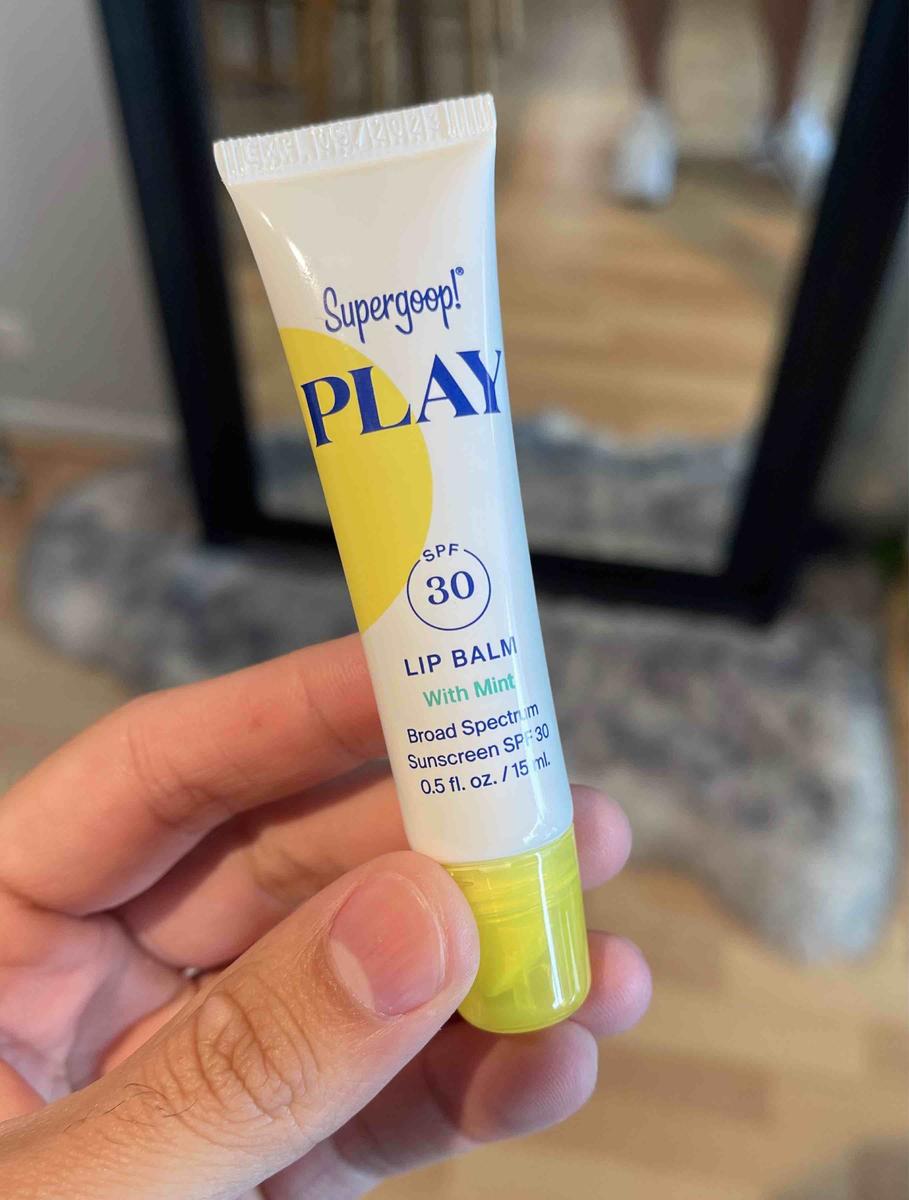 Supergoop!®
PLAY
SPF
30
LIP BALM
With Mint
Broad Spectrum
Sunscreen SPF 30
0.5 fl. oz. / 15 ml.